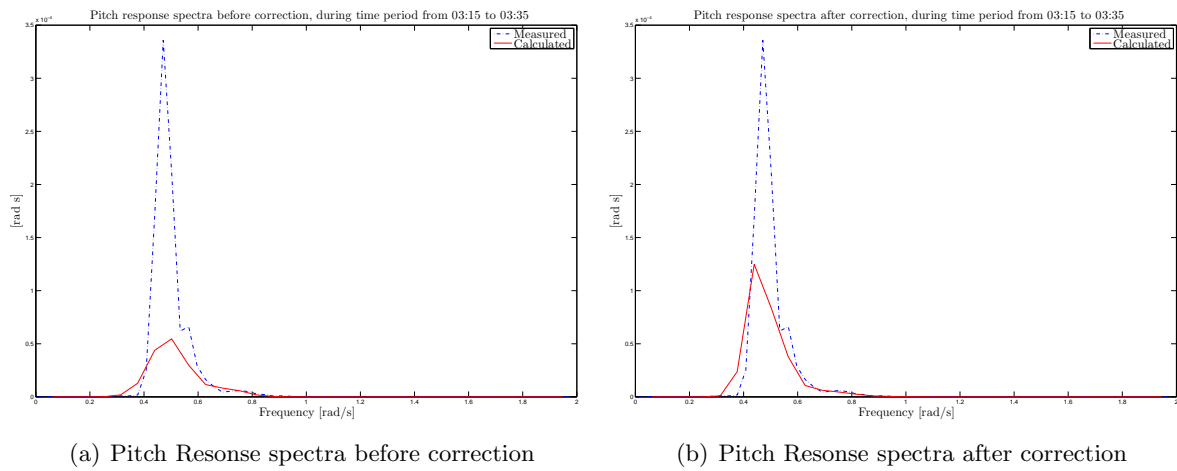 Pitch response spectra before correction, during time period from 03:15 to 03:35
x 10⁻⁴
3.5
3
2.5
2
1.5
1
0.5
0
[rad s]
Measured
Calculated
0 0.2 0.4 0.6 0.8 1 1.2 1.4 1.6 1.8 2
Frequency [rad/s]
(a) Pitch Resonse spectra before correction
Pitch response spectra after correction, during time period from 03:15 to 03:35
x 10⁻⁴
3.5
3
2.5
2
1.5
1
0.5
0
[rad s]
Measured
Calculated
0 0.2 0.4 0.6 0.8 1 1.2 1.4 1.6 1.8 2
Frequency [rad/s]
(b) Pitch Resonse spectra after correction